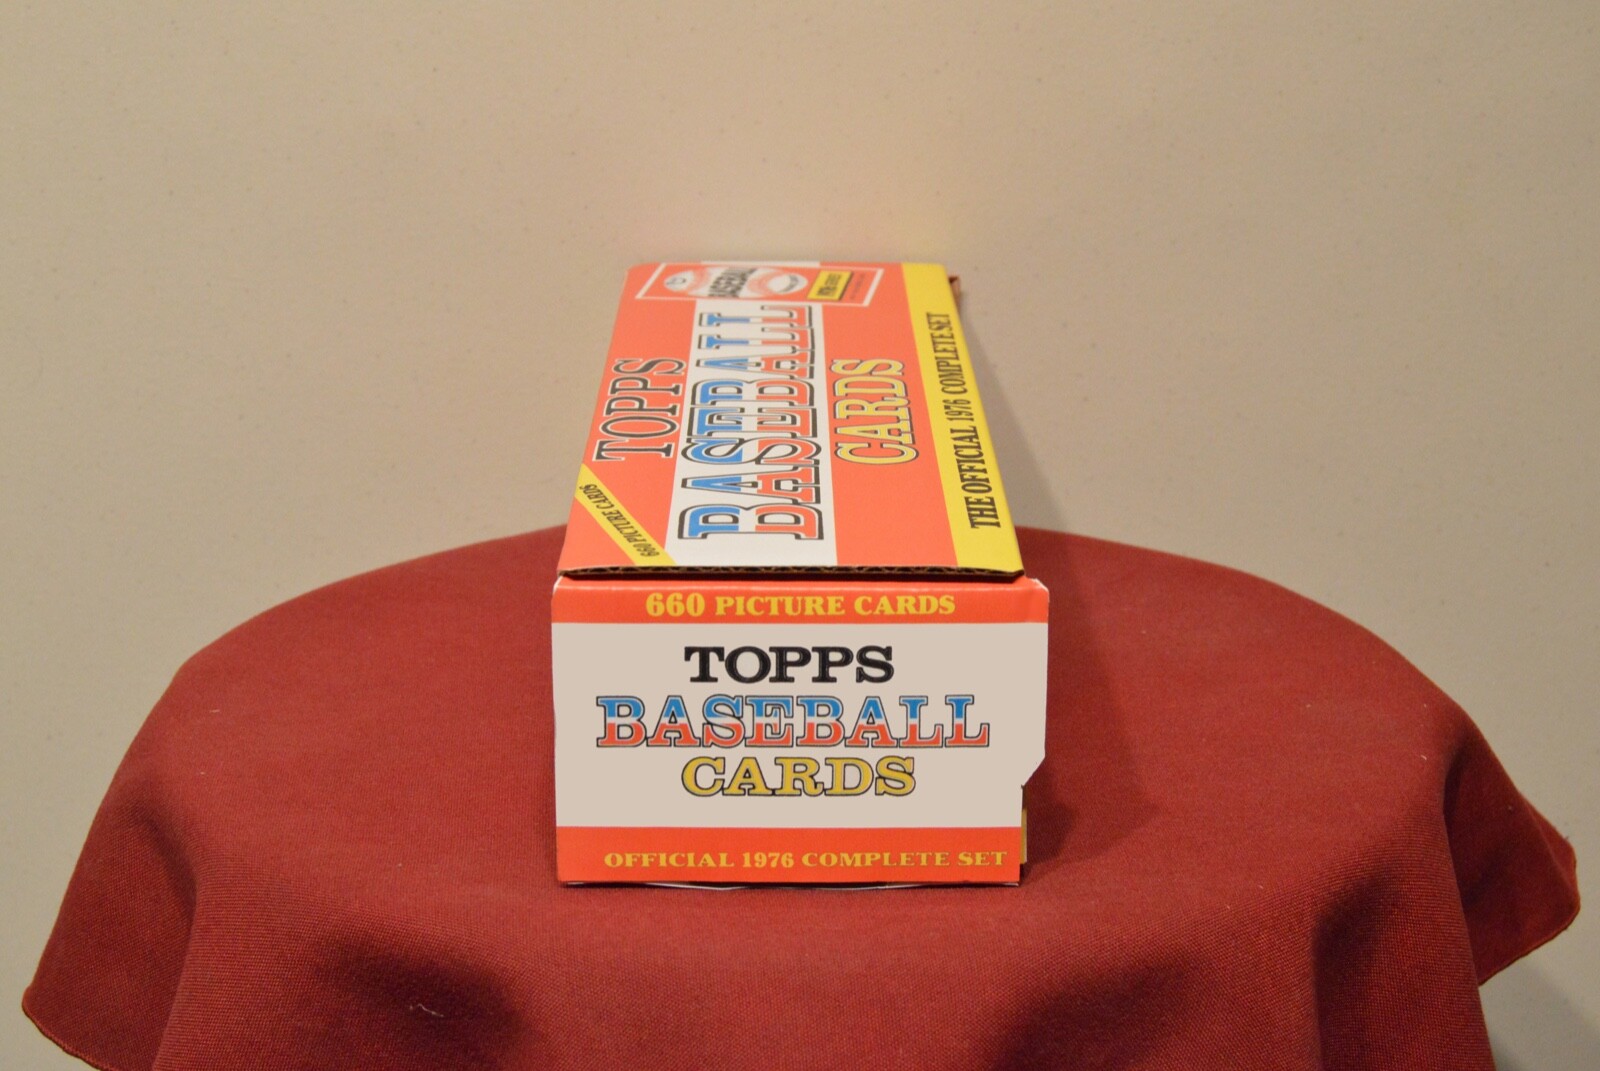 BASEBALL
TOPPS
BASEBALL
CARDS
660 PICTURE CARDS
THE OFFICIAL 1976 COMPLETE SET
660 PICTURE CARDS
TOPPS
BASEBALL
CARDS
OFFICIAL 1976 COMPLETE SET